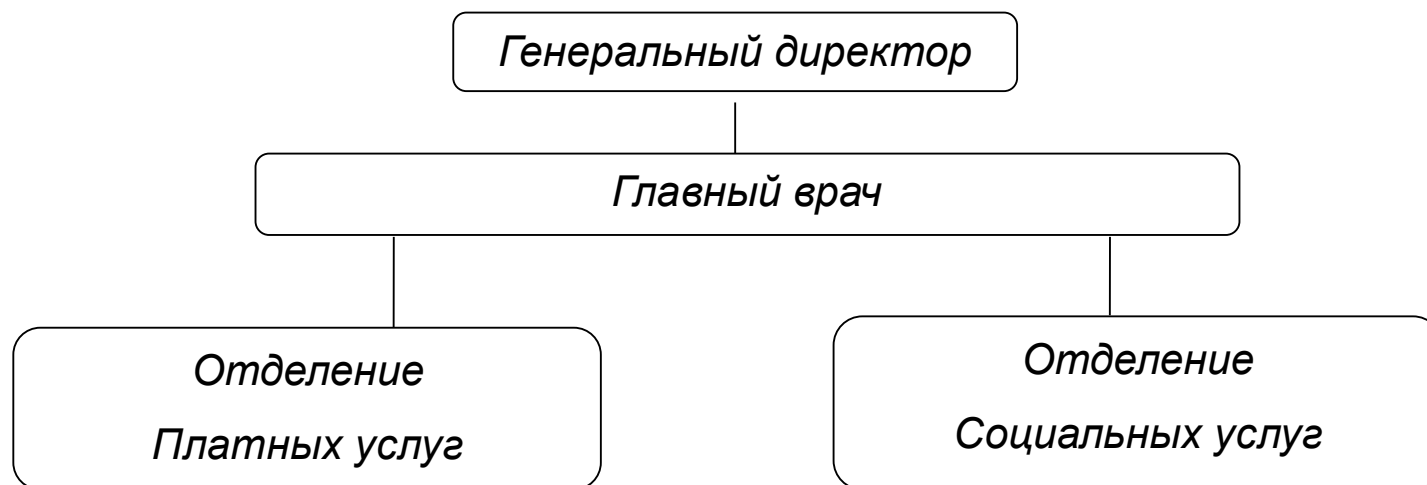 Генеральный директор
Главный врач
Отделение
Платных услуг
Отделение
Социальных услуг